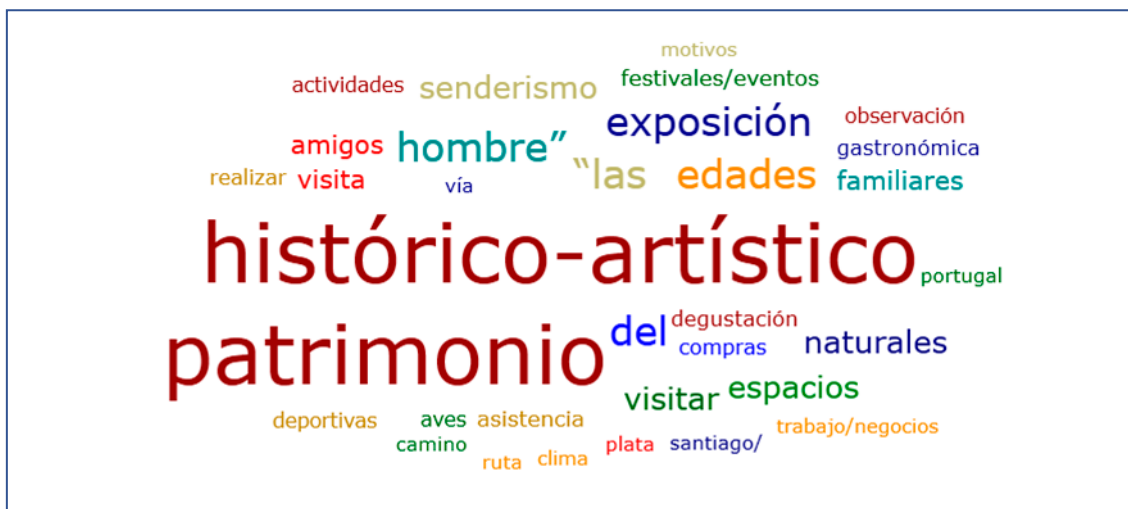 motivos
actividades senderismo festivales/eventos
hombre” exposición observación
amigos gastronómica
realizar visita vía “las edades familiares
histórico-artístico portugal
patrimonio del degustación naturales
compras
visitar espacios
deportivas aves asistencia trabajo/negocios
camino plata santiago/
ruta clima